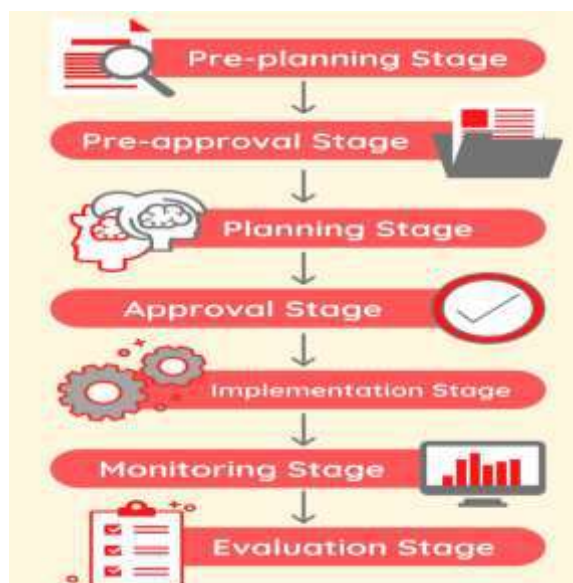 Pre-planning Stage
Pre-approval Stage
Planning Stage
Approval Stage
Implementation Stage
Monitoring Stage
Evaluation Stage